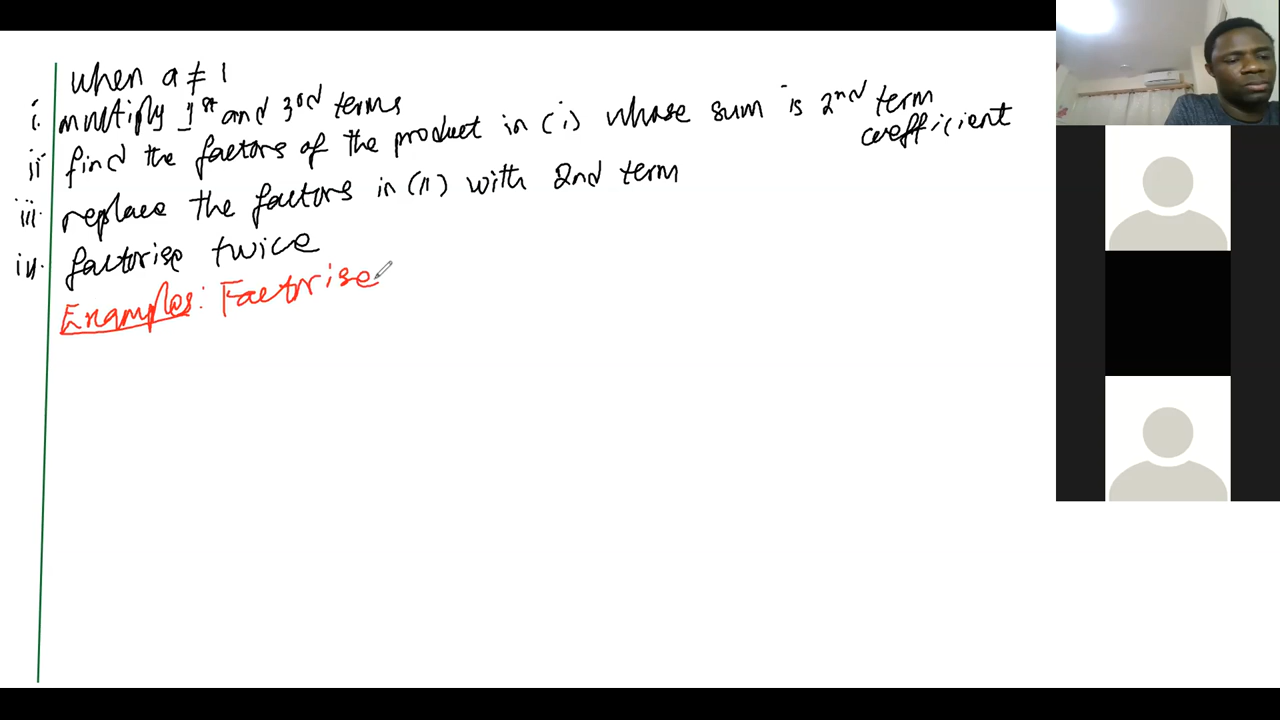 when a ≠ 1
i. multiply 1st and 3rd terms
ii. find the factors of the product in (i) whose sum is 2nd term coefficient
iii. replace the factors in (ii) with 2nd term
iv. factorise twice
Examples: Factorise